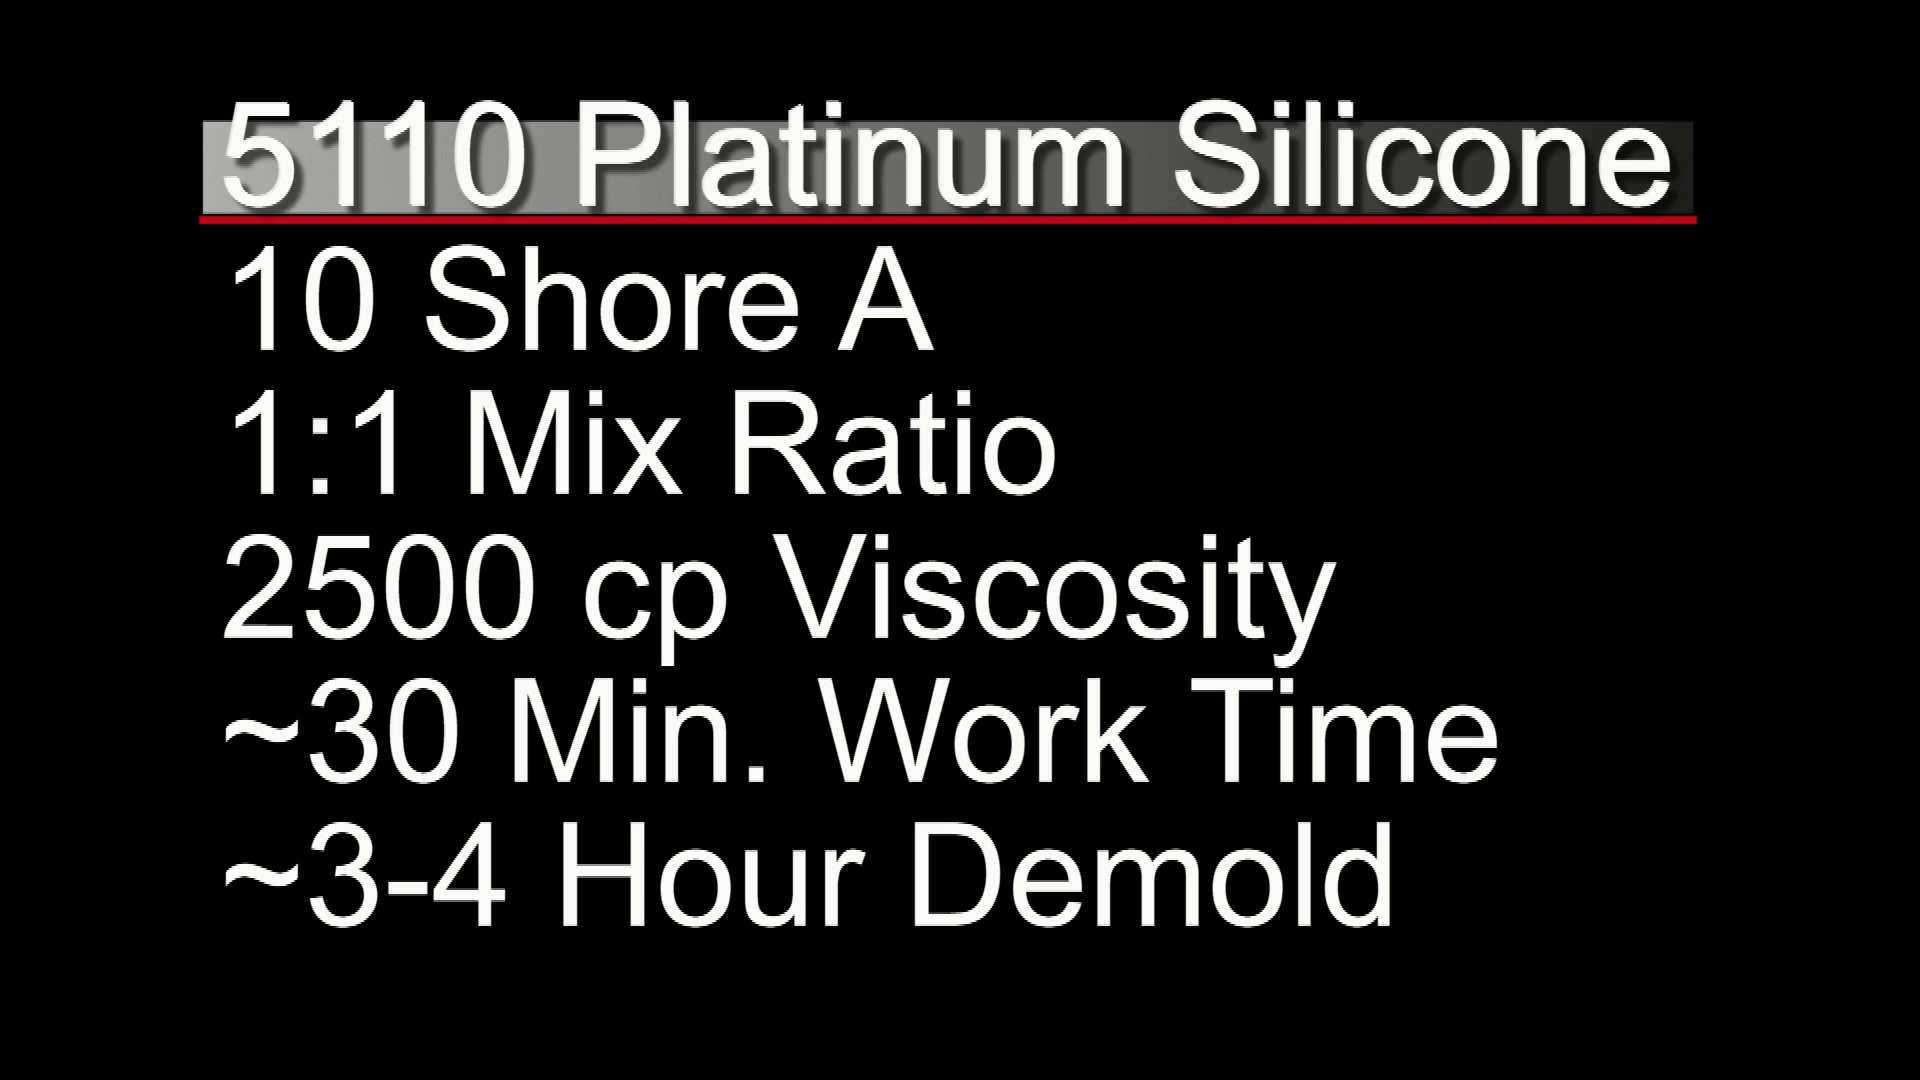 5110 Platinum Silicone
10 Shore A
1:1 Mix Ratio
2500 cp Viscosity
~30 Min. Work Time
~3-4 Hour Demold